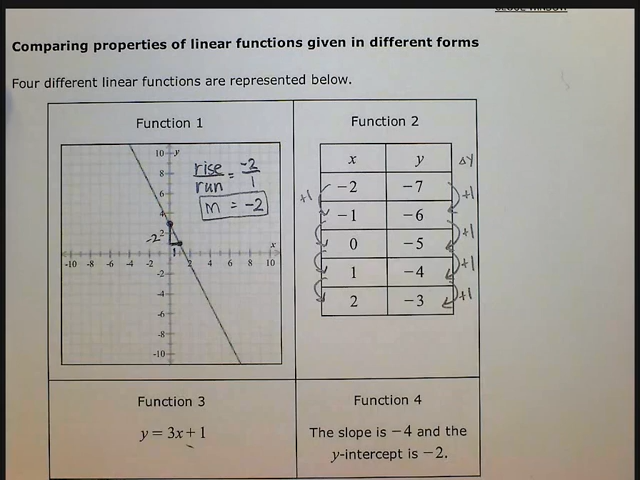 Comparing properties of linear functions given in different forms
Four different linear functions are represented below.
Function 1
10 y
8
6
4
2
x
-10 -8 -6 -4 -2 2 4 6 8 10
-2
-4
-6
-8
-10
rise/run = -2/1
m = -2
-2
1
Function 2
x y Δy
-2 -7
-1 -6
0 -5
1 -4
2 -3
+1
+1
+1
+1
+1
Function 3
y = 3x + 1
Function 4
The slope is -4 and the
y-intercept is -2.